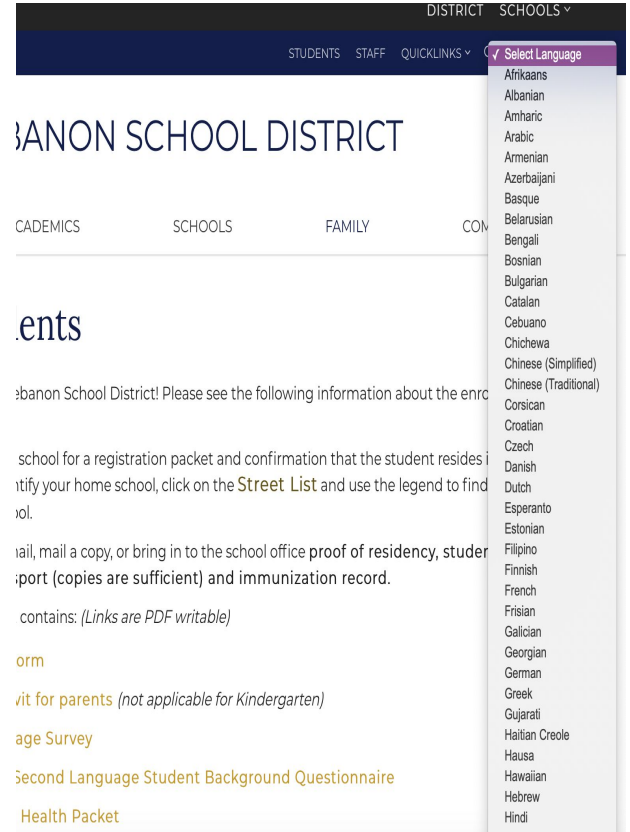 DISTRICT SCHOOLS
STUDENTS STAFF QUICKLINKS
✓ Select Language
Afrikaans
Albanian
Amharic
Arabic
Armenian
Azerbaijani
Basque
Belarusian
Bengali
Bosnian
Bulgarian
Catalan
Cebuano
Chichewa
Chinese (Simplified)
Chinese (Traditional)
Corsican
Croatian
Czech
Danish
Dutch
Esperanto
Estonian
Filipino
Finnish
French
Frisian
Galician
Georgian
German
Greek
Gujarati
Haitian Creole
Hausa
Hawaiian
Hebrew
Hindi
BANON SCHOOL DISTRICT
CADEMICS SCHOOLS FAMILY COM
ents
ebanon School District! Please see the following information about the enro
school for a registration packet and confirmation that the student resides i
ntify your home school, click on the Street List and use the legend to find
ool.
nail, mail a copy, or bring in to the school office proof of residency, studen
sport (copies are sufficient) and immunization record.
contains: (Links are PDF writable)
orm
vit for parents (not applicable for Kindergarten)
age Survey
Second Language Student Background Questionnaire
Health Packet